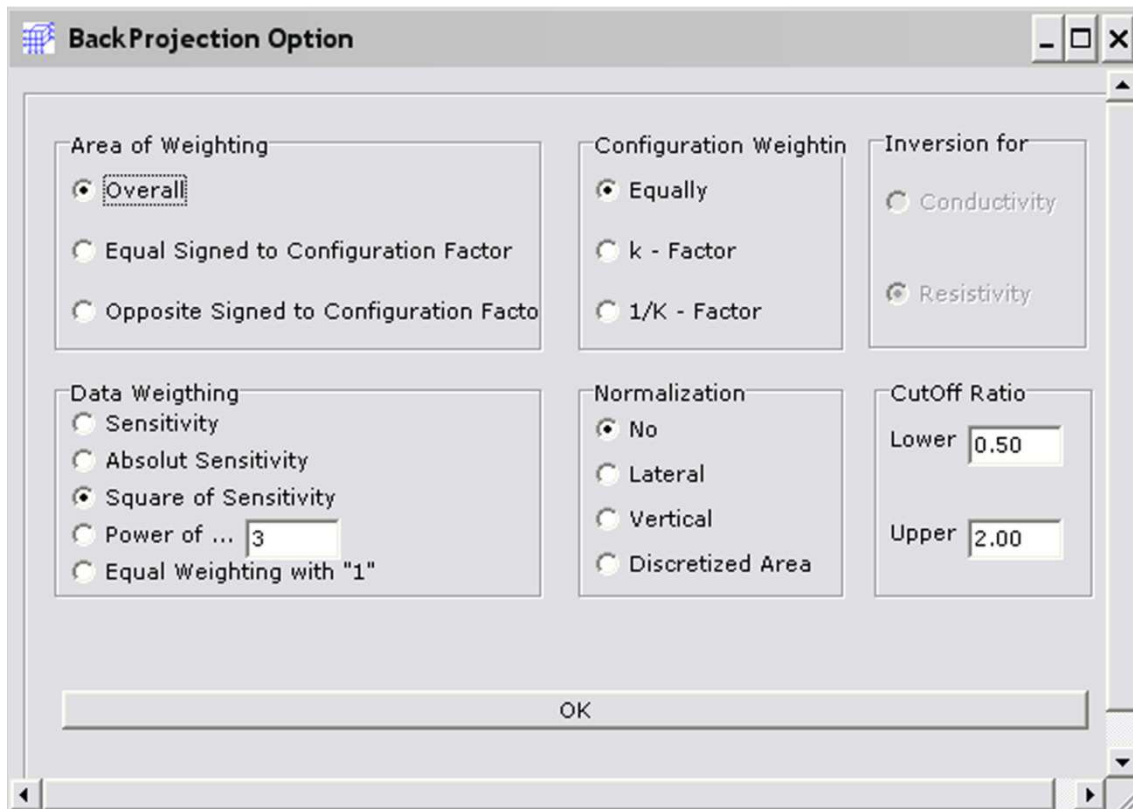 BackProjection Option
Area of Weighting
Overall
Equal Signed to Configuration Factor
Opposite Signed to Configuration Facto
Configuration Weightin
Equally
k - Factor
1/K - Factor
Inversion for
Conductivity
Resistivity
Data Weigthing
Sensitivity
Absolut Sensitivity
Square of Sensitivity
Power of ... 3
Equal Weighting with "1"
Normalization
No
Lateral
Vertical
Discretized Area
CutOff Ratio
Lower 0.50
Upper 2.00
OK